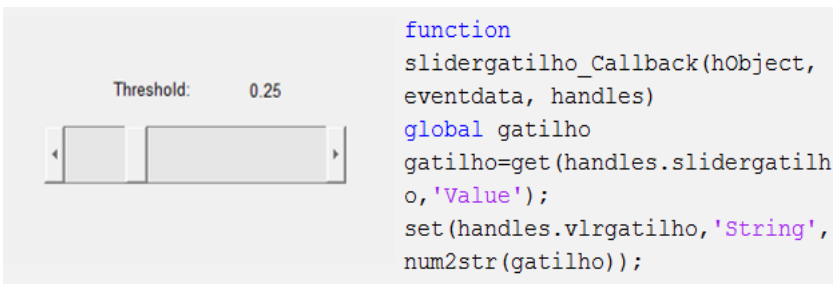 Threshold: 0.25
function
slidergatilho_Callback(hObject,
eventdata, handles)
global gatilho
gatilho=get(handles.slidergatilh
o,'Value');
set(handles.vlrgatilho,'String',
num2str(gatilho));